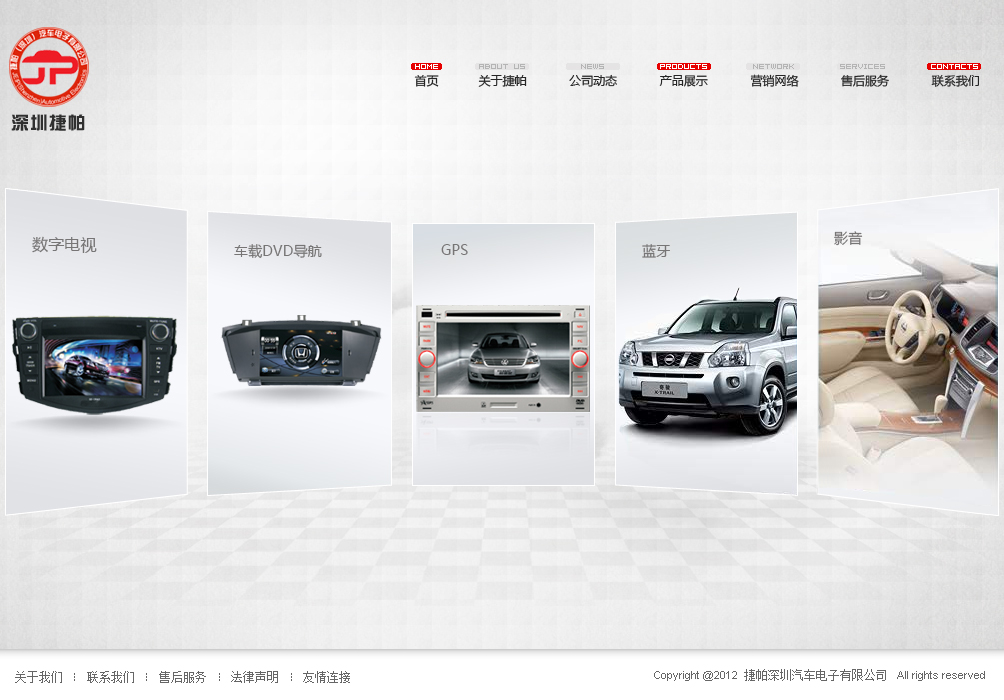 捷帕(深圳)汽车电子有限公司
JP
深圳捷帕
HOME
首页
ABOUT US
关于捷帕
NEWS
公司动态
PRODUCTS
产品展示
NETWORK
营销网络
SERVICES
售后服务
CONTACTS
联系我们
数字电视
车载DVD导航
GPS
蓝牙
影音
奇骏
X-TRAIL
关于我们 ⋮ 联系我们 ⋮ 售后服务 ⋮ 法律声明 ⋮ 友情连接
Copyright @2012 捷帕深圳汽车电子有限公司 All rights reserved